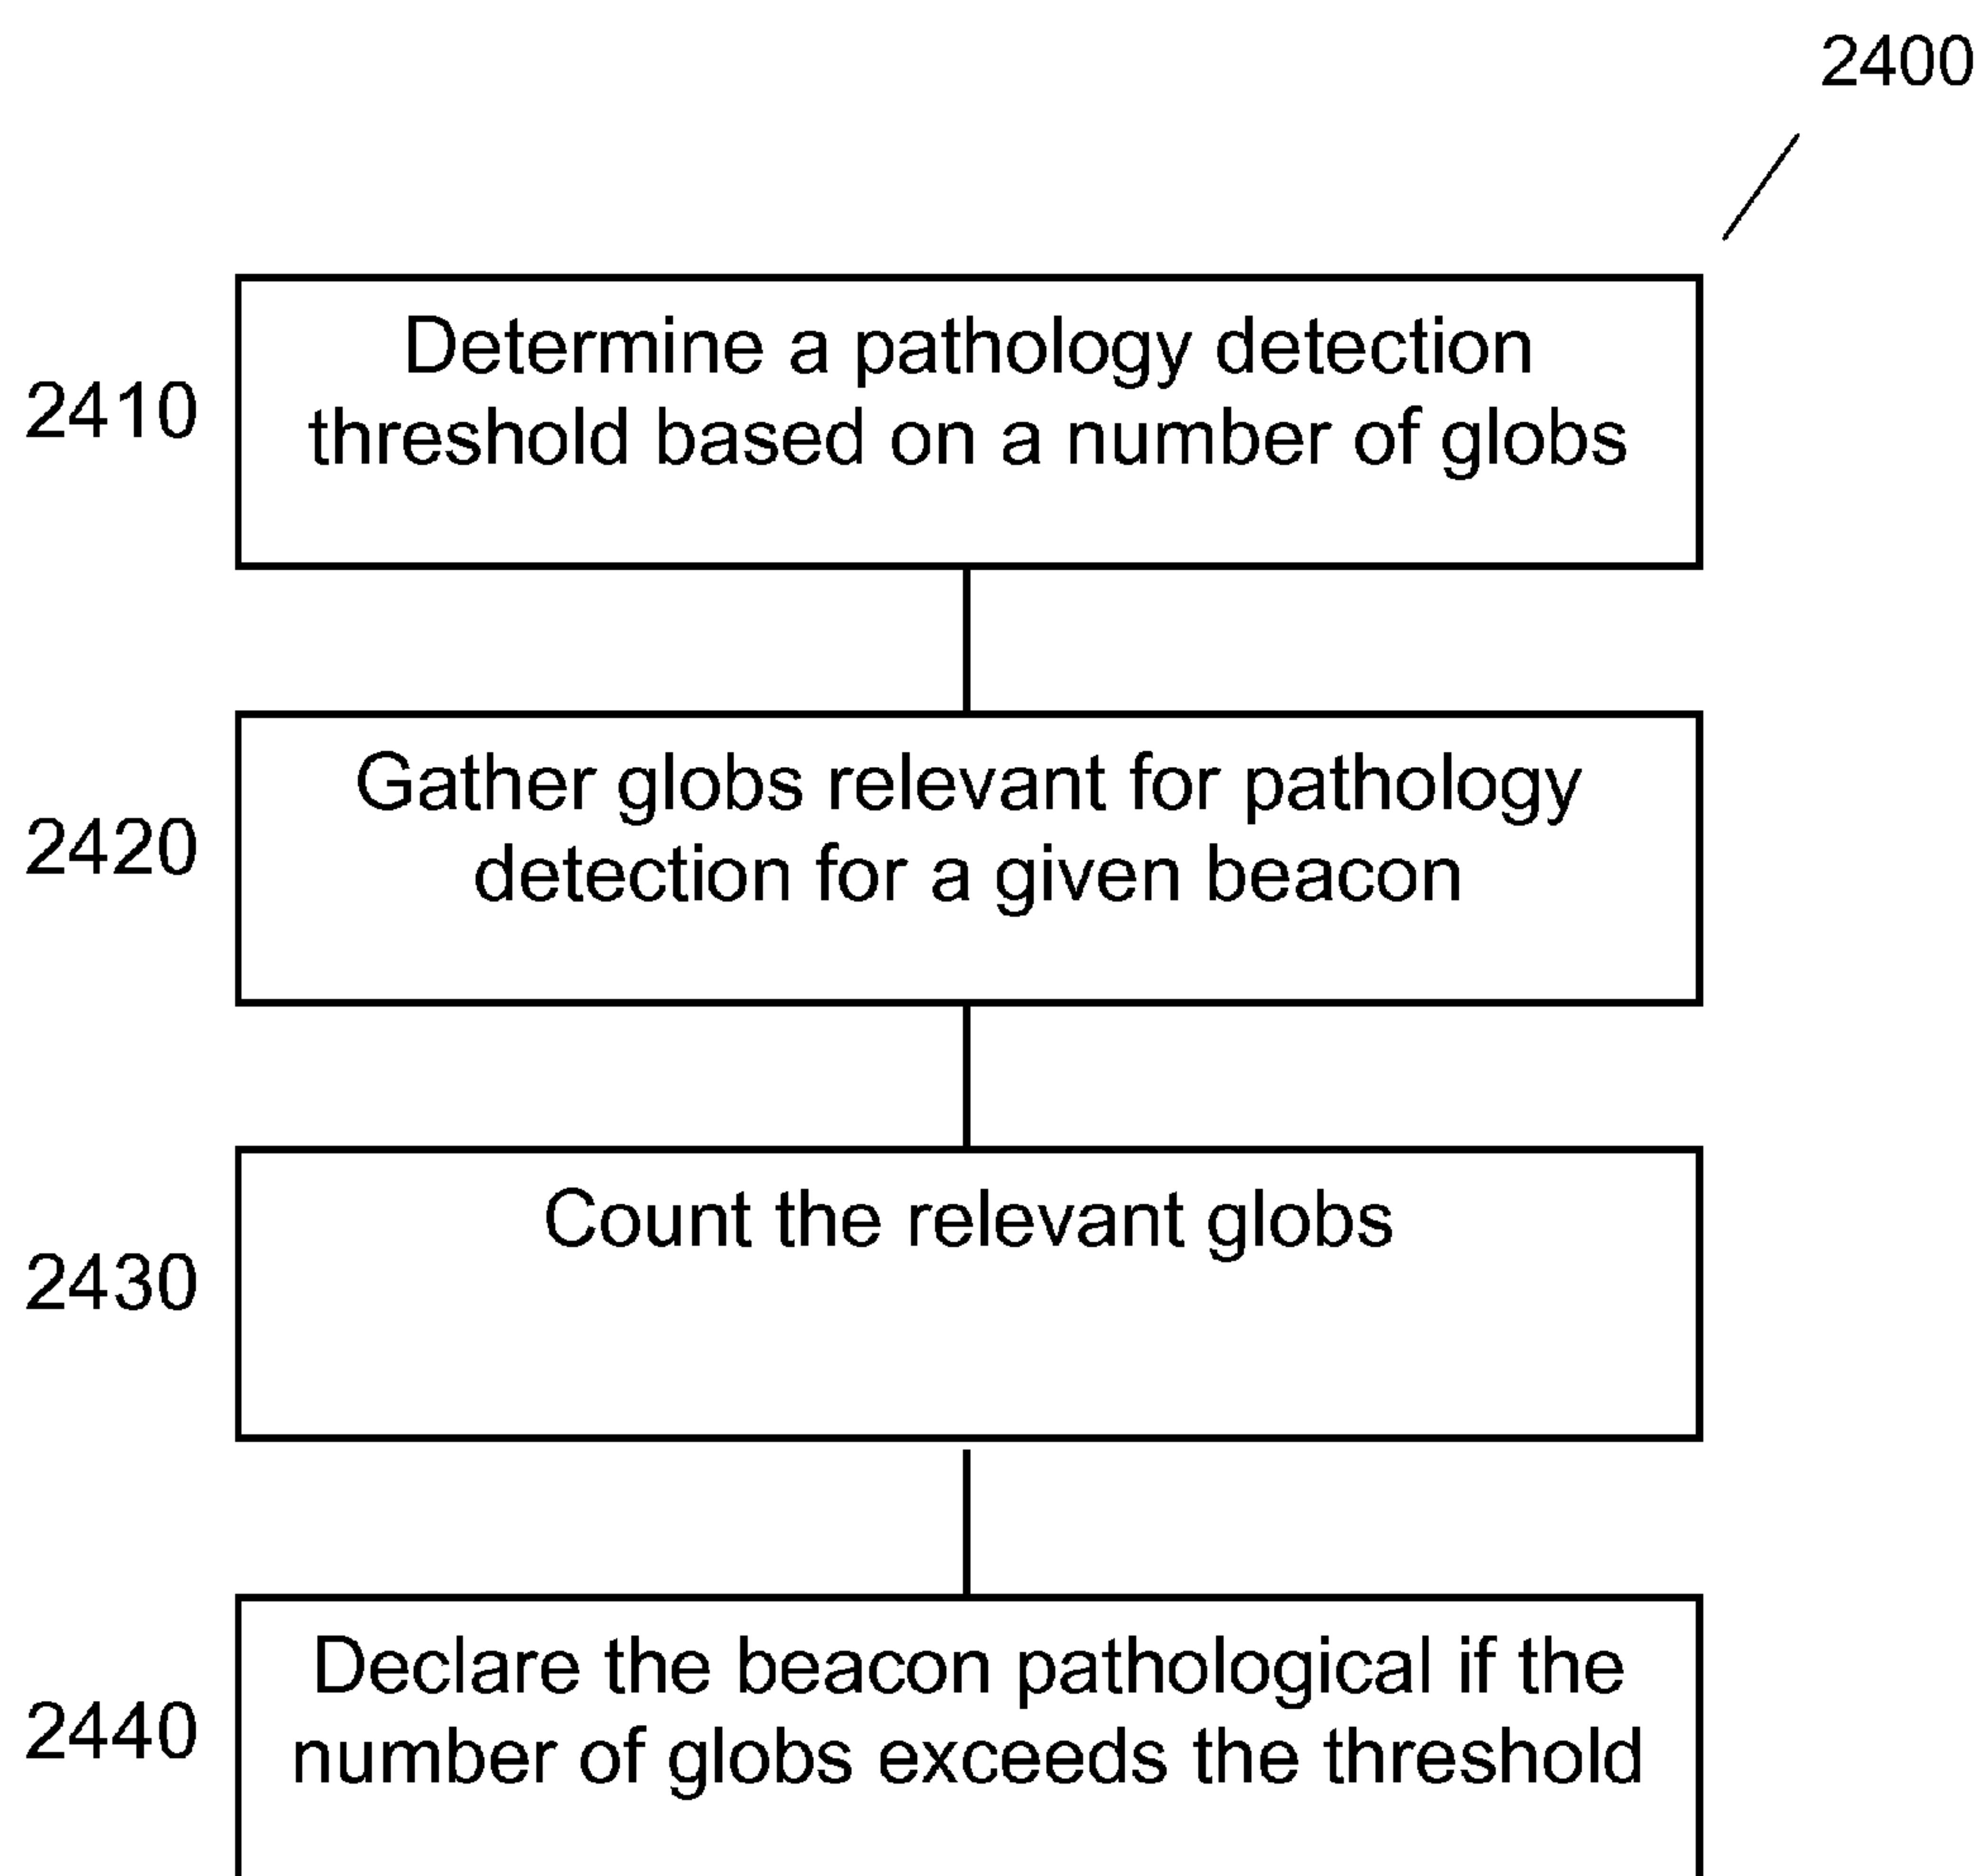 2400
2410
Determine a pathology detection
threshold based on a number of globs
2420
Gather globs relevant for pathology
detection for a given beacon
2430
Count the relevant globs
2440
Declare the beacon pathological if the
number of globs exceeds the threshold